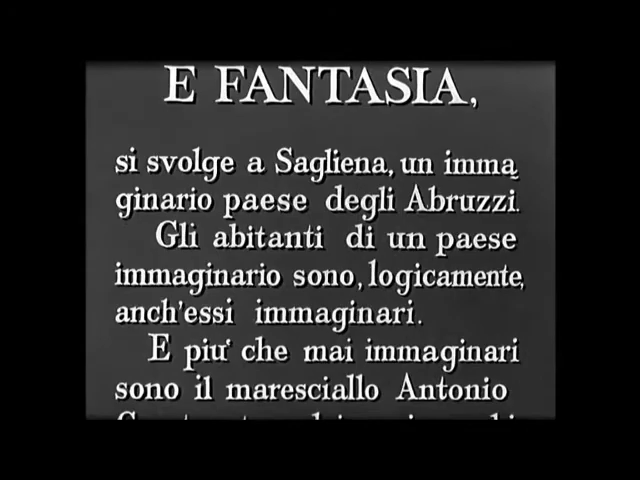 E FANTASIA,
si svolge a Sagliena, un imma
ginario paese degli Abruzzi.
Gli abitanti di un paese
immaginario sono, logicamente,
anch'essi immaginari.
E piu' che mai immaginari
sono il maresciallo Antonio